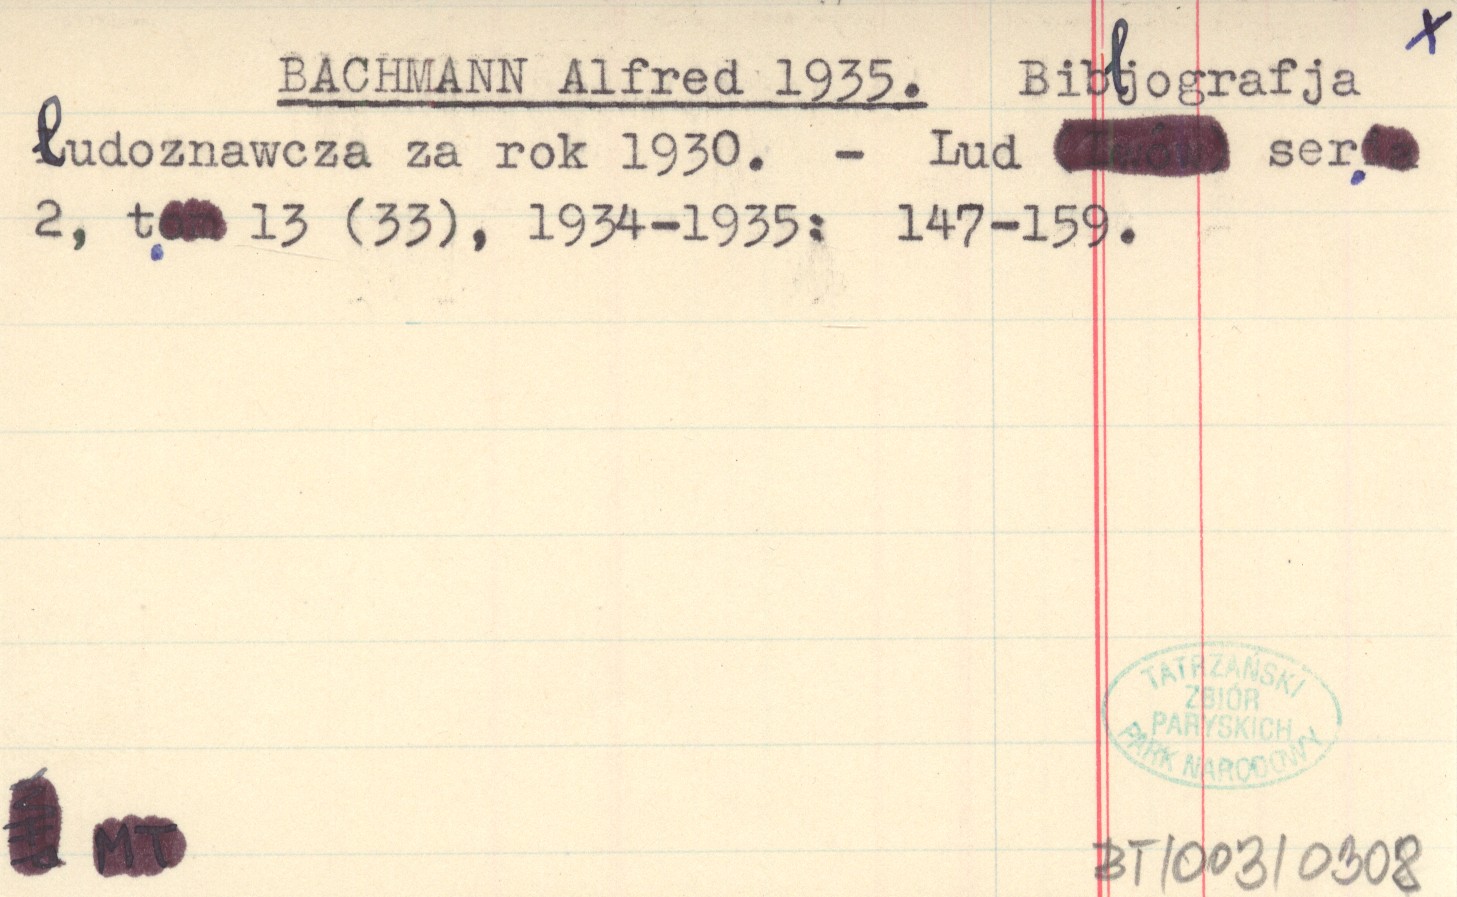 x
BACHMANN Alfred 1935. Bibljografja
ludoznawcza za rok 1930. - Lud ser.
2, t. 13 (33), 1934-1935: 147-159.
TATRZAŃSKI
ZBIÓR
PARYSKICH
PARK NARODOWY
MT
BT/003/0308